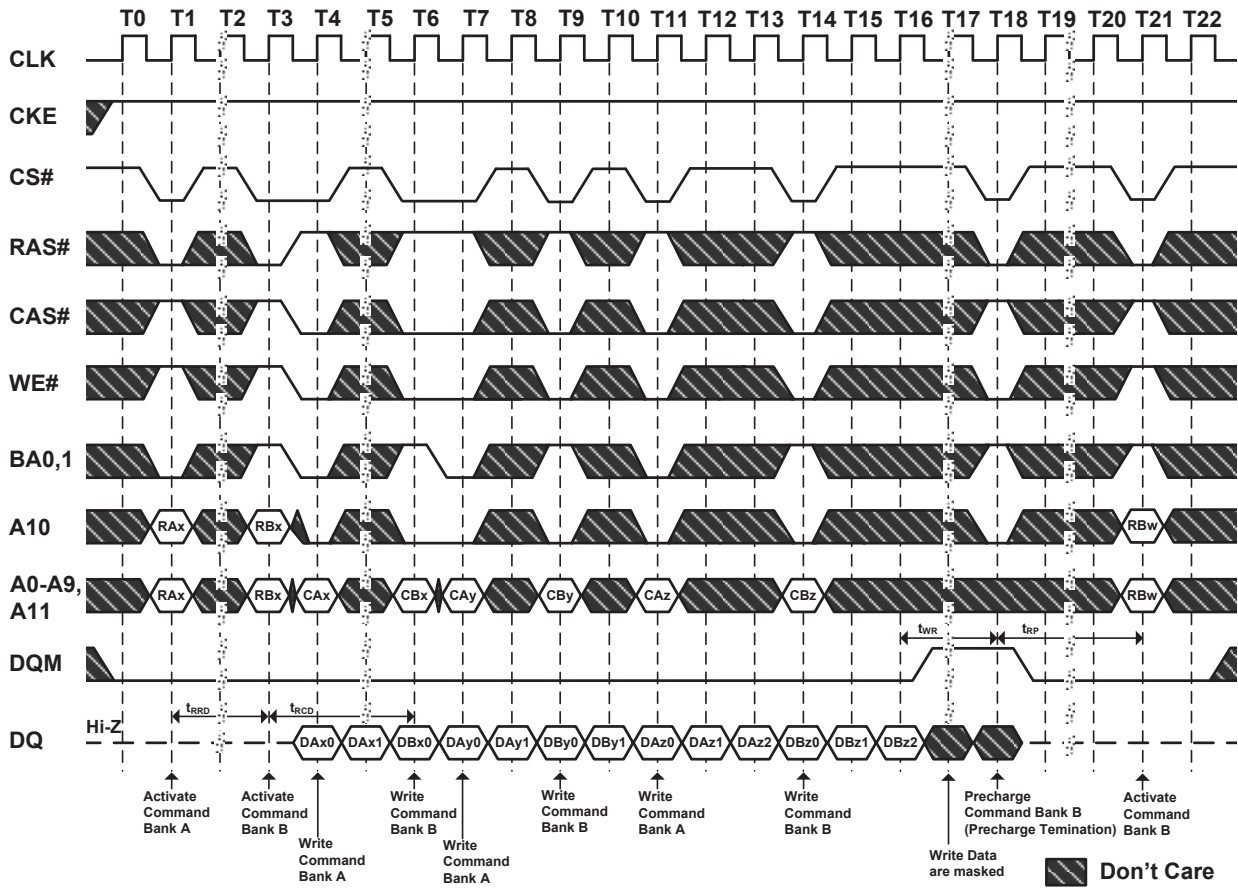 T0 T1 T2 T3 T4 T5 T6 T7 T8 T9 T10 T11 T12 T13 T14 T15 T16 T17 T18 T19 T20 T21 T22
CLK
CKE
CS#
RAS#
CAS#
WE#
BA0,1
A10 RAx RBx RBw
A0-A9,
A11 RAx RBx CAx CBx CAy CBy CAz CBz RBw
tWR tRP
DQM
tRRD tRCD
Hi-Z
DQ DAx0 DAx1 DBx0 DAy0 DAy1 DBy0 DBy1 DAz0 DAz1 DAz2 DBz0 DBz1 DBz2
Activate
Command
Bank A
Activate
Command
Bank B
Write
Command
Bank A
Write
Command
Bank B
Write
Command
Bank A
Write
Command
Bank B
Write
Command
Bank A
Write
Command
Bank B
Write Data
are masked
Precharge
Command Bank B
(Precharge Temination)
Activate
Command
Bank B
Don't Care